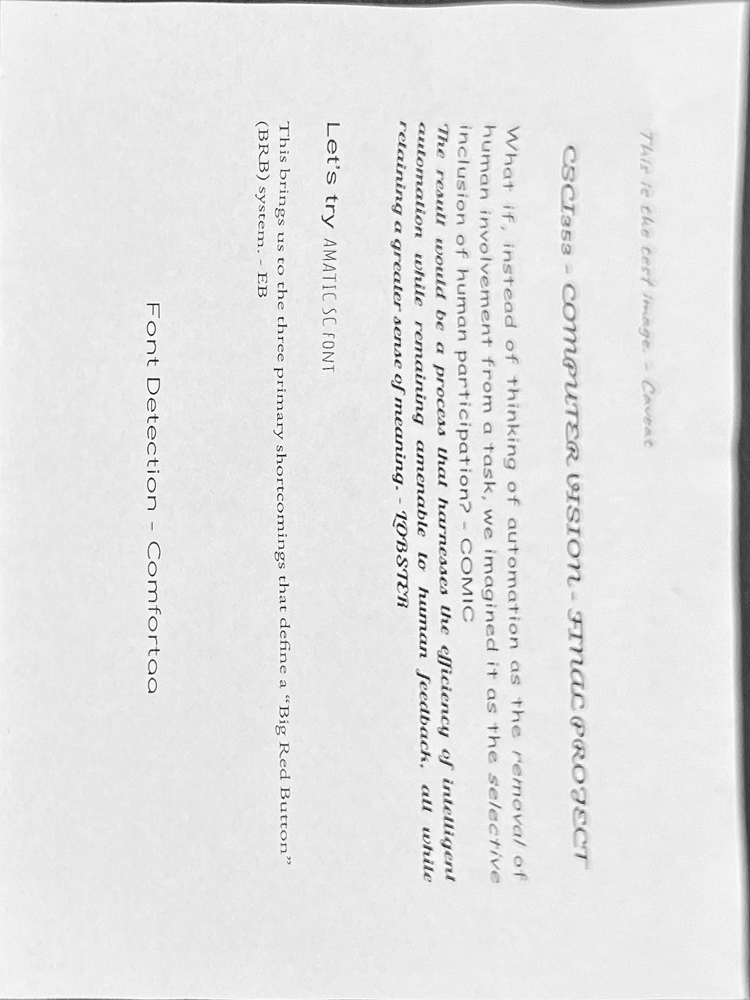 This is the test image. - Caveat
CSCI353 - COMPUTER VISION - FINAL PROJECT
What if, instead of thinking of automation as the removal of
human involvement from a task, we imagined it as the selective
inclusion of human participation? - COMIC
The result would be a process that harnesses the efficiency of intelligent
automation while remaining amenable to human feedback, all while
retaining a greater sense of meaning. - LOBSTER
Let's try AMATIC SC FONT
This brings us to the three primary shortcomings that define a “Big Red Button”
(BRB) system. - EB
Font Detection - Comfortaa